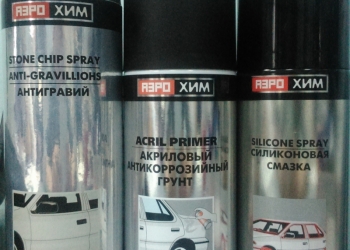 АЭРО ХИМ
STONE CHIP SPRAY
ANTI-GRAVILLIOHS
АНТИГРАВИЙ
АЭРО ХИМ
ACRIL PRIMER
АКРИЛОВЫЙ
АНТИКОРРОЗИЙНЫЙ
ГРУНТ
АЭРО ХИМ
SILICONE SPRAY
СИЛИКОНОВАЯ
СМАЗКА